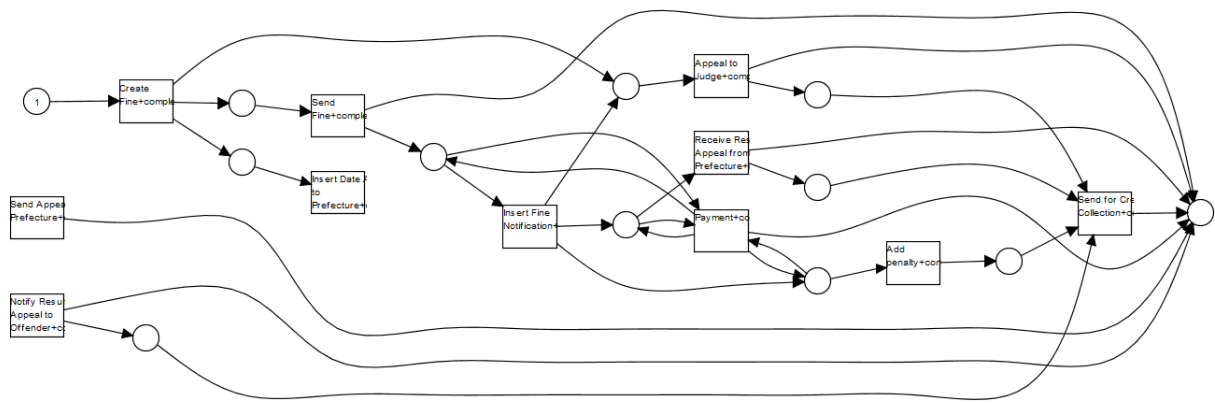 1
Create
Fine+comple
Send
Fine+comple
Insert Date
to
Prefecture+
Send Appea
Prefecture+
Notify Resu
Appeal to
Offender+co
Insert Fine
Notification+
Appeal to
Judge+comp
Receive Res
Appeal from
Prefecture+
Payment+co
Add
penalty+con
Send for Cre
Collection+c